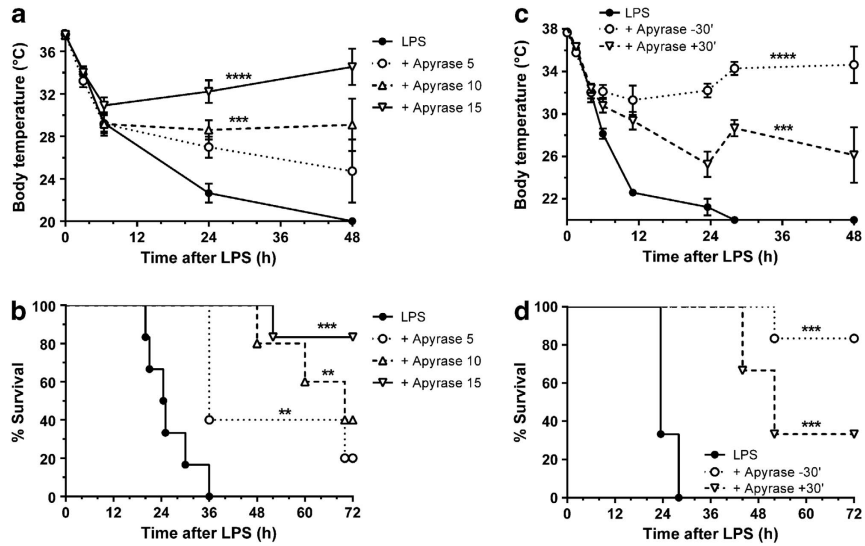 a
Body temperature (°C)
36
32
28
24
20
0 12 24 36 48
Time after LPS (h)
****
***
LPS
+ Apyrase 5
+ Apyrase 10
+ Apyrase 15
c
LPS
+ Apyrase -30'
+ Apyrase +30'
Body temperature (°C)
38
34
30
26
22
0 12 24 36 48
Time after LPS (h)
****
***
b
% Survival
100
80
60
40
20
0
0 12 24 36 48 60 72
Time after LPS (h)
***
**
**
LPS
+ Apyrase 5
+ Apyrase 10
+ Apyrase 15
d
% Survival
100
80
60
40
20
0
0 12 24 36 48 60 72
Time after LPS (h)
***
***
LPS
+ Apyrase -30'
+ Apyrase +30'